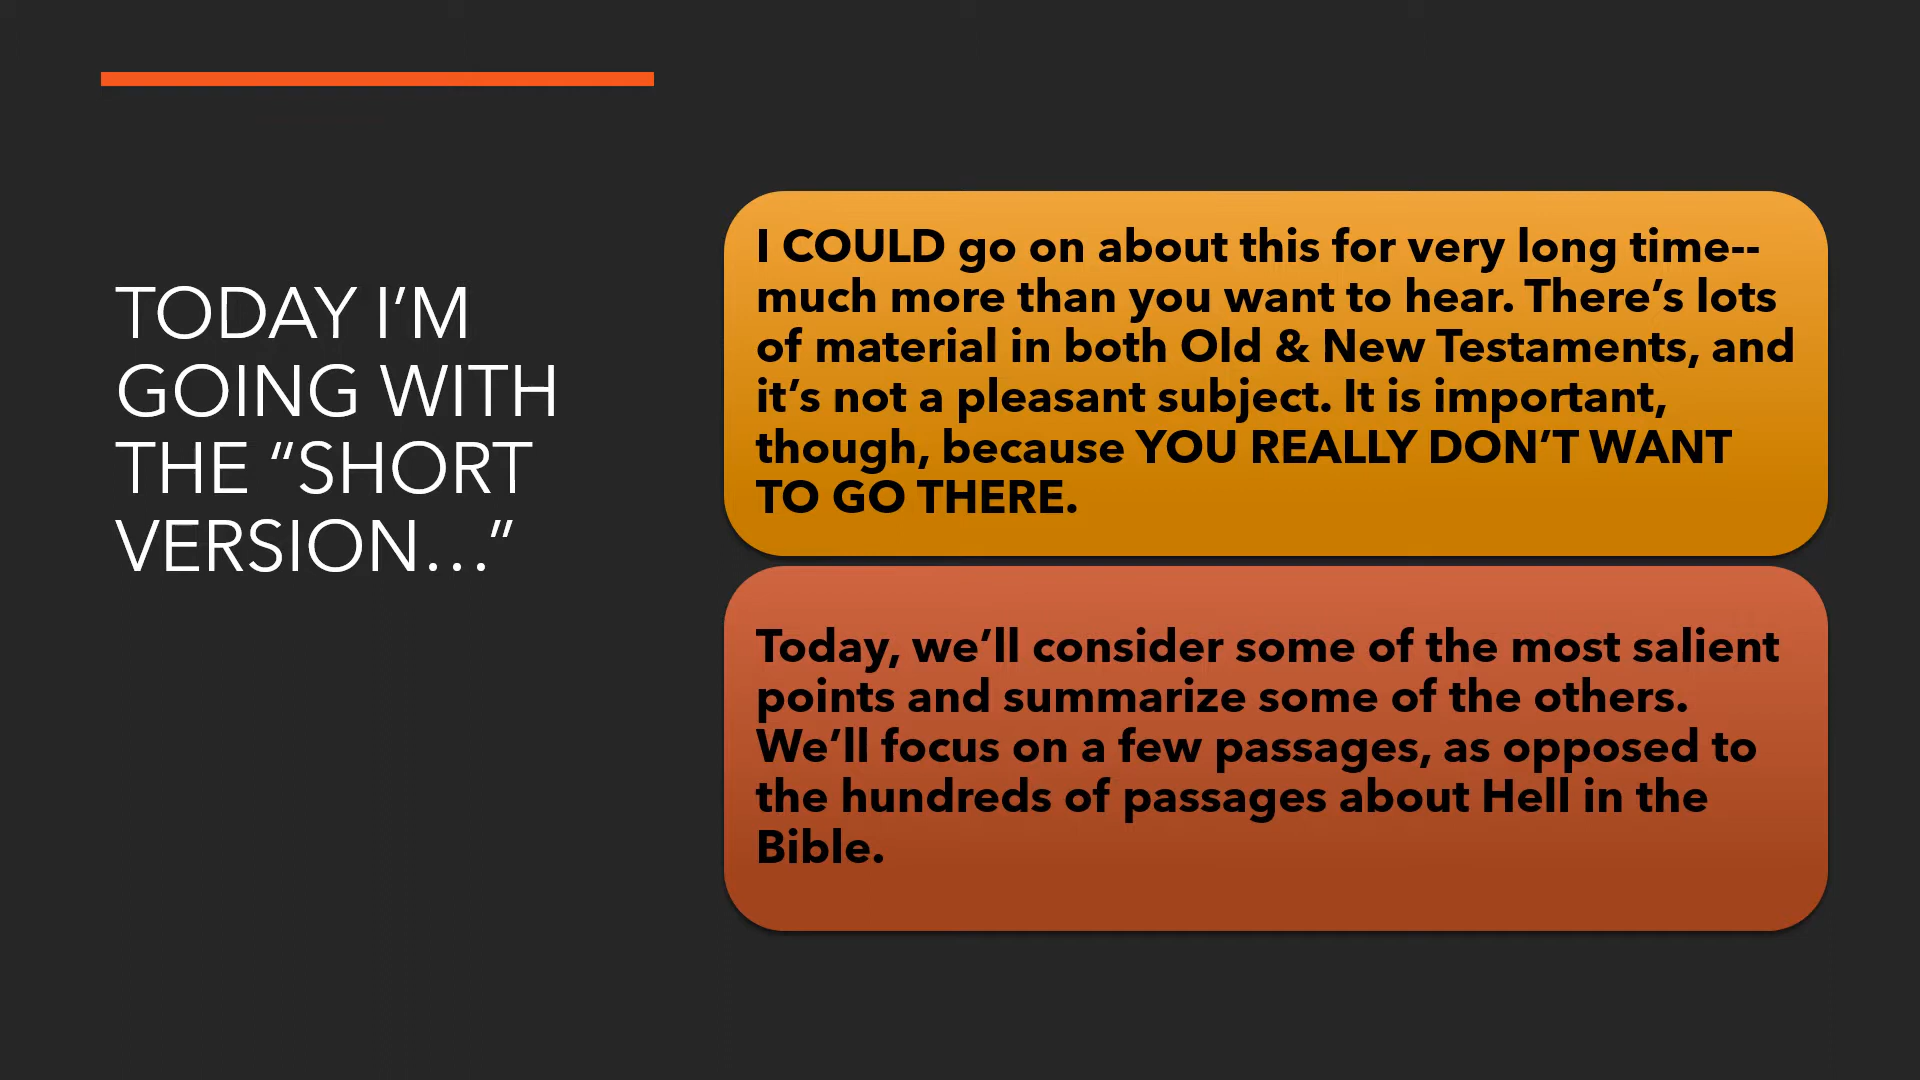 TODAY I’M
GOING WITH
THE “SHORT
VERSION…”
I COULD go on about this for very long time--
much more than you want to hear. There’s lots
of material in both Old & New Testaments, and
it’s not a pleasant subject. It is important,
though, because YOU REALLY DON’T WANT
TO GO THERE.
Today, we’ll consider some of the most salient
points and summarize some of the others.
We’ll focus on a few passages, as opposed to
the hundreds of passages about Hell in the
Bible.